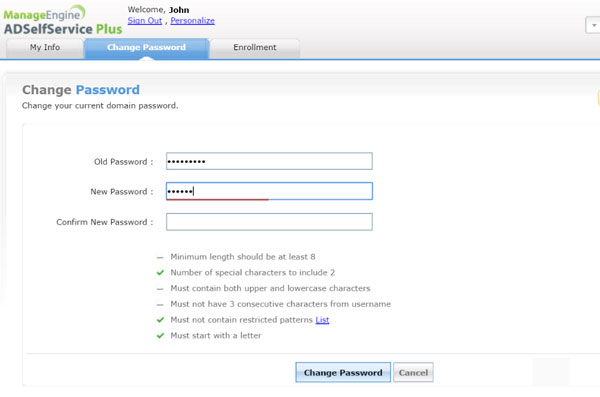 ManageEngine
ADSelfService Plus
Welcome, John
Sign Out , Personalize
My Info
Change Password
Enrollment
Change Password
Change your current domain password.
Old Password : •••••••••
New Password : ••••••
Confirm New Password :
– Minimum length should be at least 8
✔ Number of special characters to include 2
– Must contain both upper and lowercase characters
– Must not have 3 consecutive characters from username
✔ Must not contain restricted patterns List
✔ Must start with a letter
Change Password
Cancel